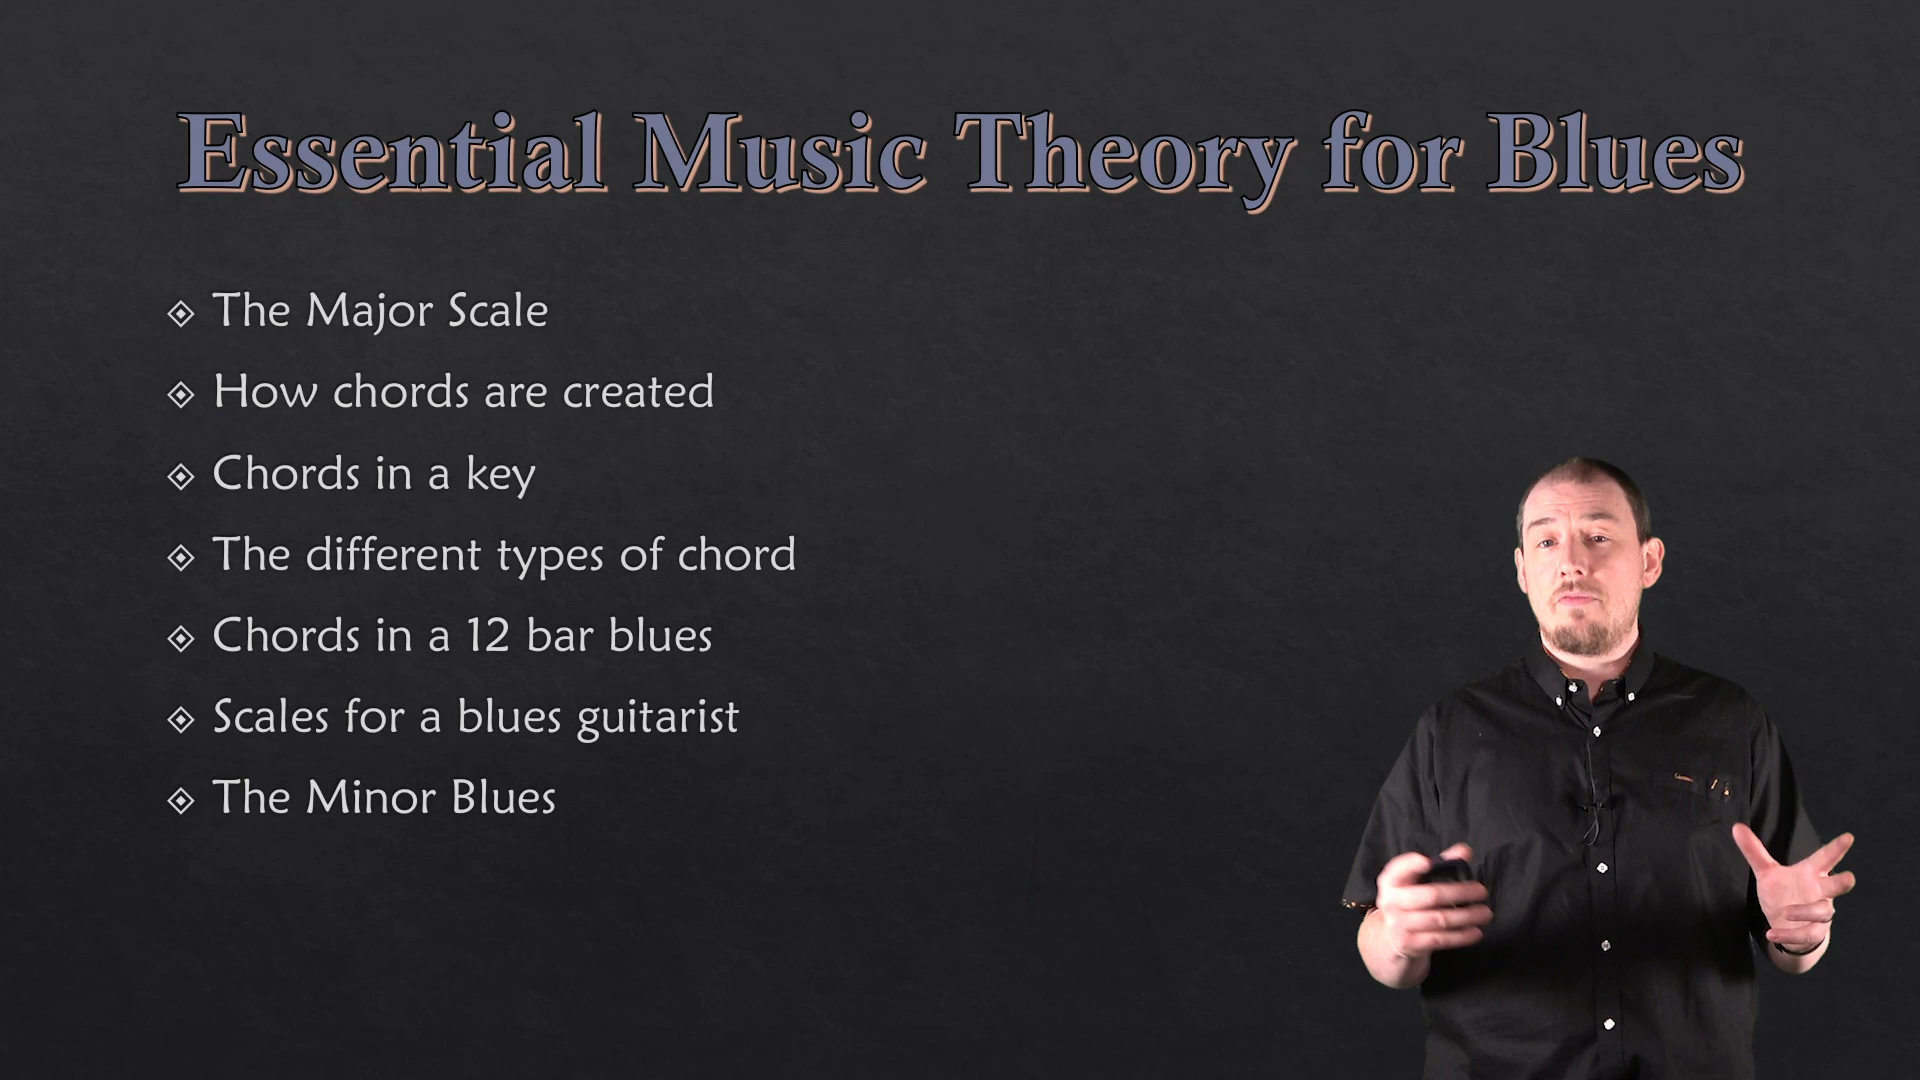 Essential Music Theory for Blues
The Major Scale
How chords are created
Chords in a key
The different types of chord
Chords in a 12 bar blues
Scales for a blues guitarist
The Minor Blues